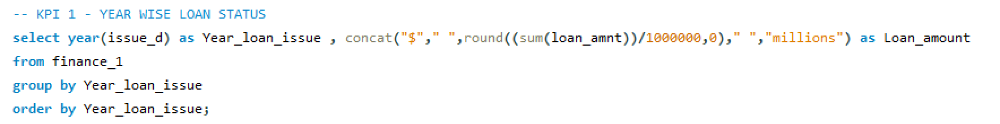 -- KPI 1 - YEAR WISE LOAN STATUS
select year(issue_d) as Year_loan_issue , concat("$"," ",round((sum(loan_amnt))/1000000,0)," ","millions") as Loan_amount
from finance_1
group by Year_loan_issue
order by Year_loan_issue;